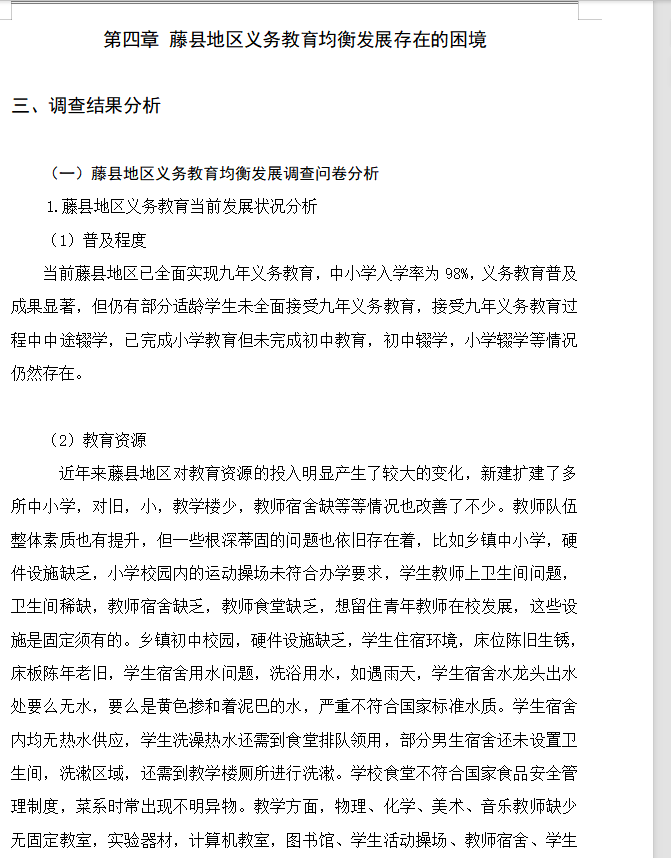 第四章 藤县地区义务教育均衡发展存在的困境
三、调查结果分析
（一）藤县地区义务教育均衡发展调查问卷分析
1.藤县地区义务教育当前发展状况分析
（1）普及程度
当前藤县地区已全面实现九年义务教育，中小学入学率为 98%，义务教育普及
成果显著，但仍有部分适龄学生未全面接受九年义务教育，接受九年义务教育过
程中中途辍学，已完成小学教育但未完成初中教育，初中辍学，小学辍学等情况
仍然存在。
（2）教育资源
近年来藤县地区对教育资源的投入明显产生了较大的变化，新建扩建了多
所中小学，对旧，小，教学楼少，教师宿舍缺等等情况也改善了不少。教师队伍
整体素质也有提升，但一些根深蒂固的问题也依旧存在着，比如乡镇中小学，硬
件设施缺乏，小学校园内的运动操场未符合办学要求，学生教师上卫生间问题，
卫生间稀缺，教师宿舍缺乏，教师食堂缺乏，想留住青年教师在校发展，这些设
施是固定须有的。乡镇初中校园，硬件设施缺乏，学生住宿环境，床位陈旧生锈，
床板陈年老旧，学生宿舍用水问题，洗浴用水，如遇雨天，学生宿舍水龙头出水
处要么无水，要么是黄色掺和着泥巴的水，严重不符合国家标准水质。学生宿舍
内均无热水供应，学生洗澡热水还需到食堂排队领用，部分男生宿舍还未设置卫
生间，洗漱区域，还需到教学楼厕所进行洗漱。学校食堂不符合国家食品安全管
理制度，菜系时常出现不明异物。教学方面，物理、化学、美术、音乐教师缺少
无固定教室，实验器材，计算机教室，图书馆、学生活动操场、教师宿舍、学生